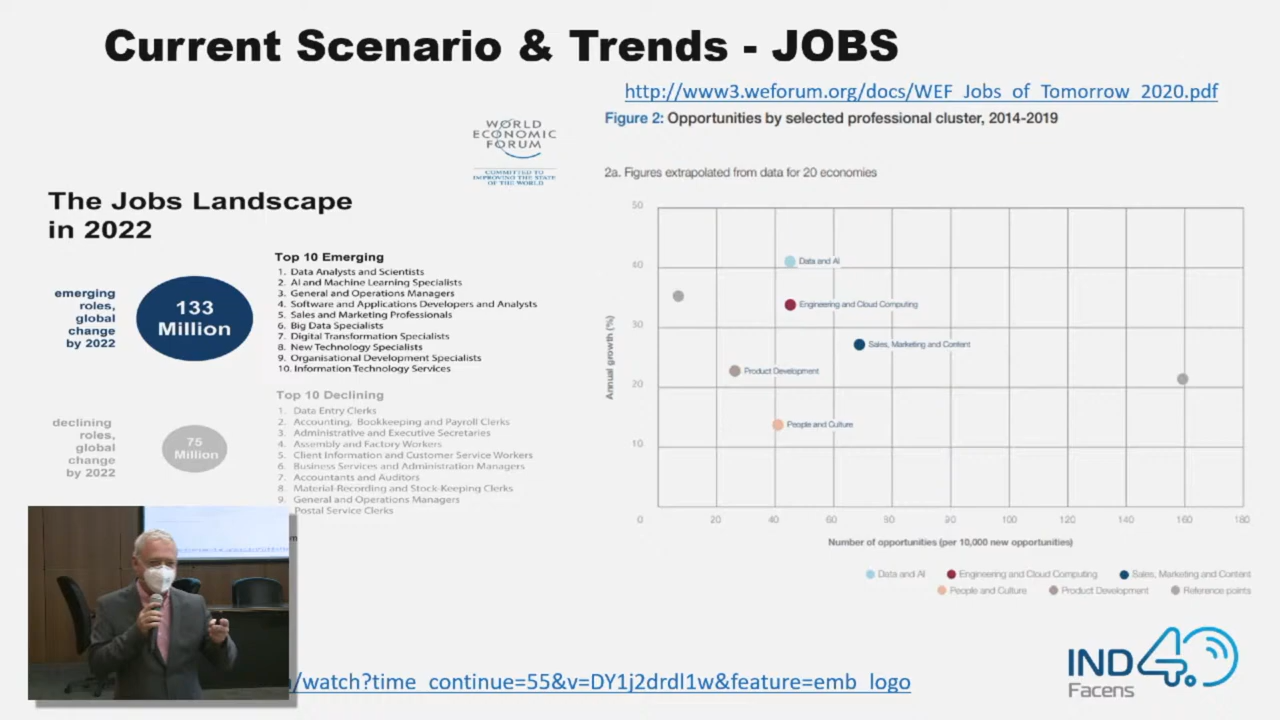 Current Scenario & Trends - JOBS
http://www3.weforum.org/docs/WEF_Jobs_of_Tomorrow_2020.pdf
Figure 2: Opportunities by selected professional cluster, 2014-2019
WORLD
ECONOMIC
FORUM
COMMITTED TO
IMPROVING THE STATE
OF THE WORLD
2a. Figures extrapolated from data for 20 economies
The Jobs Landscape
in 2022
emerging
roles,
global
change
by 2022
133
Million
Top 10 Emerging
1. Data Analysts and Scientists
2. AI and Machine Learning Specialists
3. General and Operations Managers
4. Software and Applications Developers and Analysts
5. Sales and Marketing Professionals
6. Big Data Specialists
7. Digital Transformation Specialists
8. New Technology Specialists
9. Organisational Development Specialists
10. Information Technology Services
declining
roles,
global
change
by 2022
75
Million
Top 10 Declining
1. Data Entry Clerks
2. Accounting, Bookkeeping and Payroll Clerks
3. Administrative and Executive Secretaries
4. Assembly and Factory Workers
5. Client Information and Customer Service Workers
6. Business Services and Administration Managers
7. Accountants and Auditors
8. Material-Recording and Stock-Keeping Clerks
9. General and Operations Managers
Postal Service Clerks
Annual growth (%)
50
40
30
20
10
Data and AI
Engineering and Cloud Computing
Sales, Marketing and Content
Product Development
People and Culture
0 20 40 60 80 90 100 120 140 160 180
Number of opportunities (per 10,000 new opportunities)
Data and AI Engineering and Cloud Computing Sales, Marketing and Content
People and Culture Product Development Reference points
/watch?time_continue=55&v=DY1j2drdl1w&feature=emb_logo
IND4.0
Facens